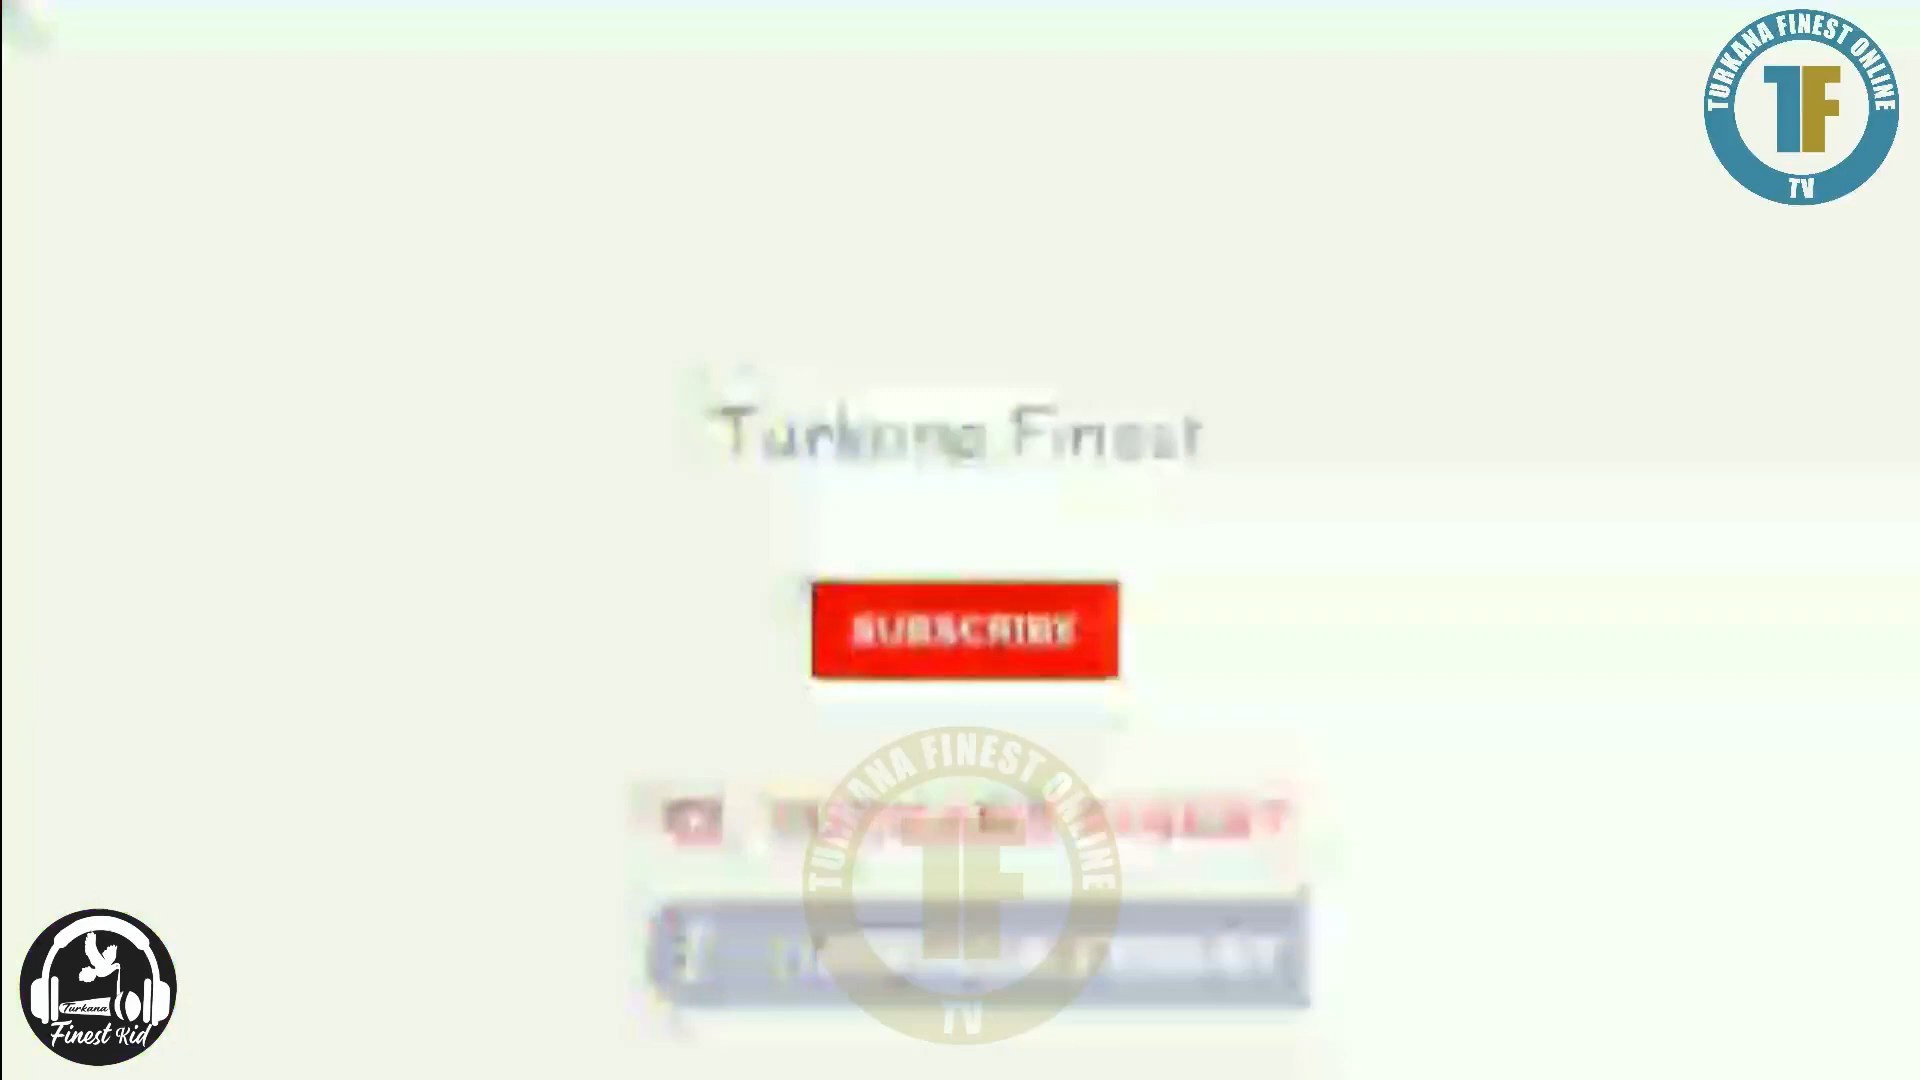 TURKANA FINEST ONLINE
TF
TV
Turkana Finest
SUBSCRIBE
TURKANA FINEST ONLINE
TF
TV
Turkana
Finest Kid